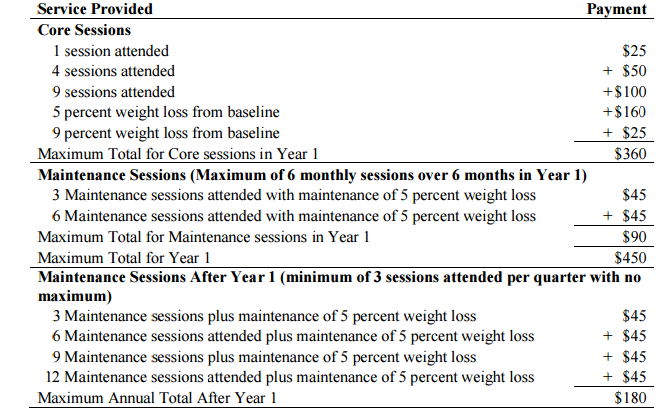 Service Provided Payment
Core Sessions
1 session attended $25
4 sessions attended + $50
9 sessions attended +$100
5 percent weight loss from baseline +$160
9 percent weight loss from baseline + $25
Maximum Total for Core sessions in Year 1 $360
Maintenance Sessions (Maximum of 6 monthly sessions over 6 months in Year 1)
3 Maintenance sessions attended with maintenance of 5 percent weight loss $45
6 Maintenance sessions attended with maintenance of 5 percent weight loss + $45
Maximum Total for Maintenance sessions in Year 1 $90
Maximum Total for Year 1 $450
Maintenance Sessions After Year 1 (minimum of 3 sessions attended per quarter with no
maximum)
3 Maintenance sessions plus maintenance of 5 percent weight loss $45
6 Maintenance sessions attended plus maintenance of 5 percent weight loss + $45
9 Maintenance sessions plus maintenance of 5 percent weight loss + $45
12 Maintenance sessions attended plus maintenance of 5 percent weight loss + $45
Maximum Annual Total After Year 1 $180